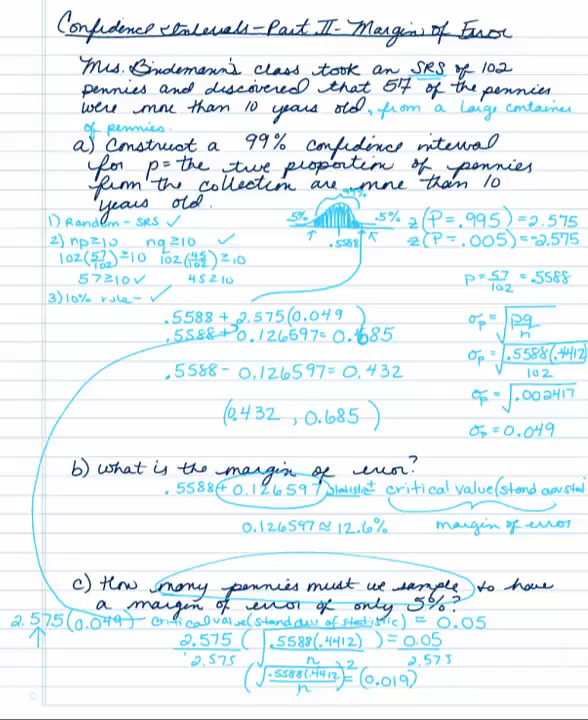 Confidence Intervals - Part II - Margin of Error
Mrs. Bindemann's class took an SRS of 102
pennies and discovered that 57 of the pennies
were more than 10 years old, from a large container
of pennies.
a) Construct a 99% confidence interval
for p = the true proportion of pennies
from the collection are more than 10
years old.
99%
.5% .5%
.5588
z(P = .995) = 2.575
z(P = .005) = -2.575
1) Random - SRS ✓
2) np ≥ 10 nq ≥ 10 ✓
102(57/102) ≥ 10 102(45/102) ≥ 10
57 ≥ 10 ✓ 45 ≥ 10
3) 10% rule - ✓
p = 57/102 = .5588
.5588 + 2.575(0.049)
.5588 + 0.126597 = 0.685
.5588 - 0.126597 = 0.432
(0.432, 0.685)
σp = √(pq/n)
σp = √(.5588(.4412)/102)
σp = √.002417
σp = 0.049
b) What is the margin of error?
.5588 + 0.126597 statistic ± critical value(stand dev stat
0.126597 ≈ 12.6% margin of error
c) How many pennies must we sample to have
a margin of error of only 5%?
2.575(0.049) critical value(stand dev of statistic) = 0.05
2.575(√(.5588(.4412)/n)) = 0.05
2.575 2.575
(√(.5588(.4412)/n))² = (0.019)